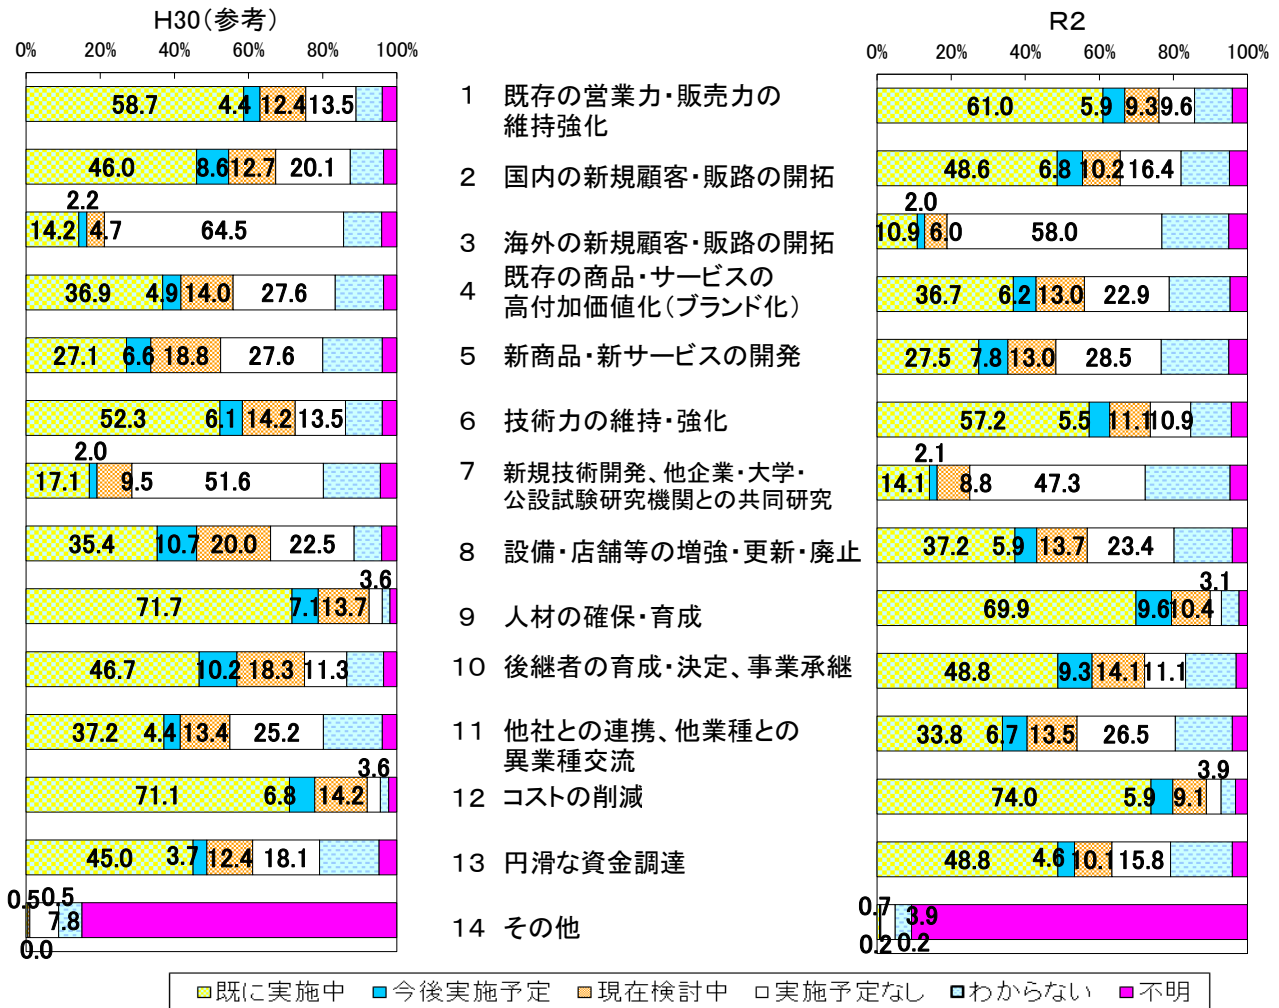 H30(参考)
R2
0% 20% 40% 60% 80% 100%
0% 20% 40% 60% 80% 100%
58.7 4.4 12.4 13.5
1 既存の営業力・販売力の
維持強化
61.0 5.9 9.3 9.6
46.0 8.6 12.7 20.1
2 国内の新規顧客・販路の開拓
48.6 6.8 10.2 16.4
2.2
14.2 4.7 64.5
3 海外の新規顧客・販路の開拓
2.0
10.9 6.0 58.0
36.9 4.9 14.0 27.6
4 既存の商品・サービスの
高付加価値化(ブランド化)
36.7 6.2 13.0 22.9
27.1 6.6 18.8 27.6
5 新商品・新サービスの開発
27.5 7.8 13.0 28.5
52.3 6.1 14.2 13.5
6 技術力の維持・強化
57.2 5.5 11.1 10.9
2.0
17.1 9.5 51.6
7 新規技術開発、他企業・大学・
公設試験研究機関との共同研究
2.1
14.1 8.8 47.3
35.4 10.7 20.0 22.5
8 設備・店舗等の増強・更新・廃止
37.2 5.9 13.7 23.4
3.6
71.7 7.1 13.7
9 人材の確保・育成
3.1
69.9 9.6 10.4
46.7 10.2 18.3 11.3
10 後継者の育成・決定、事業承継
48.8 9.3 14.1 11.1
37.2 4.4 13.4 25.2
11 他社との連携、他業種との
異業種交流
33.8 6.7 13.5 26.5
3.6
71.1 6.8 14.2
12 コストの削減
3.9
74.0 5.9 9.1
45.0 3.7 12.4 18.1
13 円滑な資金調達
48.8 4.6 10.1 15.8
0.5 0.5
7.8
0.0
14 その他
0.7 3.9
0.2 0.2
既に実施中 今後実施予定 現在検討中 実施予定なし わからない 不明